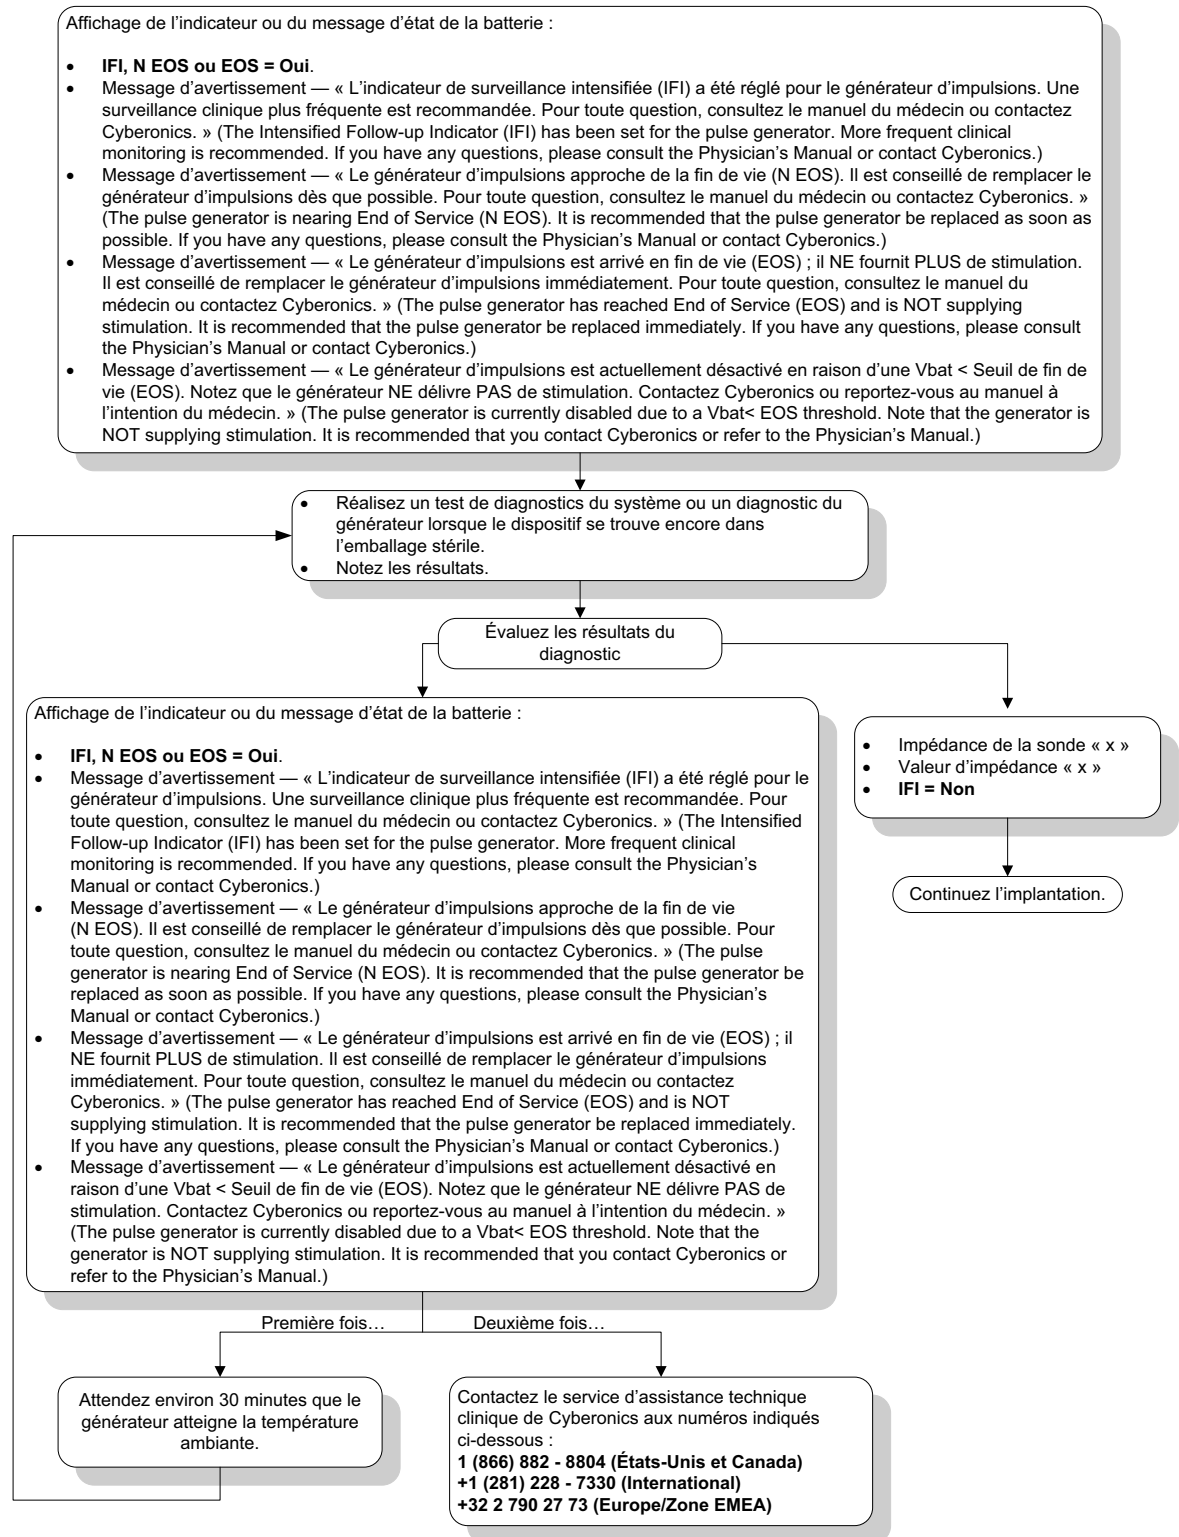 Affichage de l’indicateur ou du message d’état de la batterie :
• IFI, N EOS ou EOS = Oui.
• Message d’avertissement — « L’indicateur de surveillance intensifiée (IFI) a été réglé pour le générateur d’impulsions. Une
surveillance clinique plus fréquente est recommandée. Pour toute question, consultez le manuel du médecin ou contactez
Cyberonics. » (The Intensified Follow-up Indicator (IFI) has been set for the pulse generator. More frequent clinical
monitoring is recommended. If you have any questions, please consult the Physician’s Manual or contact Cyberonics.)
• Message d’avertissement — « Le générateur d’impulsions approche de la fin de vie (N EOS). Il est conseillé de remplacer le
générateur d’impulsions dès que possible. Pour toute question, consultez le manuel du médecin ou contactez Cyberonics. »
(The pulse generator is nearing End of Service (N EOS). It is recommended that the pulse generator be replaced as soon as
possible. If you have any questions, please consult the Physician’s Manual or contact Cyberonics.)
• Message d’avertissement — « Le générateur d’impulsions est arrivé en fin de vie (EOS) ; il NE fournit PLUS de stimulation.
Il est conseillé de remplacer le générateur d’impulsions immédiatement. Pour toute question, consultez le manuel du
médecin ou contactez Cyberonics. » (The pulse generator has reached End of Service (EOS) and is NOT supplying
stimulation. It is recommended that the pulse generator be replaced immediately. If you have any questions, please consult
the Physician’s Manual or contact Cyberonics.)
• Message d’avertissement — « Le générateur d’impulsions est actuellement désactivé en raison d’une Vbat < Seuil de fin de
vie (EOS). Notez que le générateur NE délivre PAS de stimulation. Contactez Cyberonics ou reportez-vous au manuel à
l’intention du médecin. » (The pulse generator is currently disabled due to a Vbat< EOS threshold. Note that the generator is
NOT supplying stimulation. It is recommended that you contact Cyberonics or refer to the Physician’s Manual.)
• Réalisez un test de diagnostics du système ou un diagnostic du
générateur lorsque le dispositif se trouve encore dans
l’emballage stérile.
• Notez les résultats.
Évaluez les résultats du
diagnostic
Affichage de l’indicateur ou du message d’état de la batterie :
• IFI, N EOS ou EOS = Oui.
• Message d’avertissement — « L’indicateur de surveillance intensifiée (IFI) a été réglé pour le
générateur d’impulsions. Une surveillance clinique plus fréquente est recommandée. Pour
toute question, consultez le manuel du médecin ou contactez Cyberonics. » (The Intensified
Follow-up Indicator (IFI) has been set for the pulse generator. More frequent clinical
monitoring is recommended. If you have any questions, please consult the Physician’s
Manual or contact Cyberonics.)
• Message d’avertissement — « Le générateur d’impulsions approche de la fin de vie
(N EOS). Il est conseillé de remplacer le générateur d’impulsions dès que possible. Pour
toute question, consultez le manuel du médecin ou contactez Cyberonics. » (The pulse
generator is nearing End of Service (N EOS). It is recommended that the pulse generator be
replaced as soon as possible. If you have any questions, please consult the Physician’s
Manual or contact Cyberonics.)
• Message d’avertissement — « Le générateur d’impulsions est arrivé en fin de vie (EOS) ; il
NE fournit PLUS de stimulation. Il est conseillé de remplacer le générateur d’impulsions
immédiatement. Pour toute question, consultez le manuel du médecin ou contactez
Cyberonics. » (The pulse generator has reached End of Service (EOS) and is NOT
supplying stimulation. It is recommended that the pulse generator be replaced immediately.
If you have any questions, please consult the Physician’s Manual or contact Cyberonics.)
• Message d’avertissement — « Le générateur d’impulsions est actuellement désactivé en
raison d’une Vbat < Seuil de fin de vie (EOS). Notez que le générateur NE délivre PAS de
stimulation. Contactez Cyberonics ou reportez-vous au manuel à l’intention du médecin. »
(The pulse generator is currently disabled due to a Vbat< EOS threshold. Note that the
generator is NOT supplying stimulation. It is recommended that you contact Cyberonics or
refer to the Physician’s Manual.)
• Impédance de la sonde « x »
• Valeur d’impédance « x »
• IFI = Non
Continuez l’implantation.
Première fois…
Deuxième fois…
Attendez environ 30 minutes que le
générateur atteigne la température
ambiante.
Contactez le service d’assistance technique
clinique de Cyberonics aux numéros indiqués
ci-dessous :
1 (866) 882 - 8804 (États-Unis et Canada)
+1 (281) 228 - 7330 (International)
+32 2 790 27 73 (Europe/Zone EMEA)